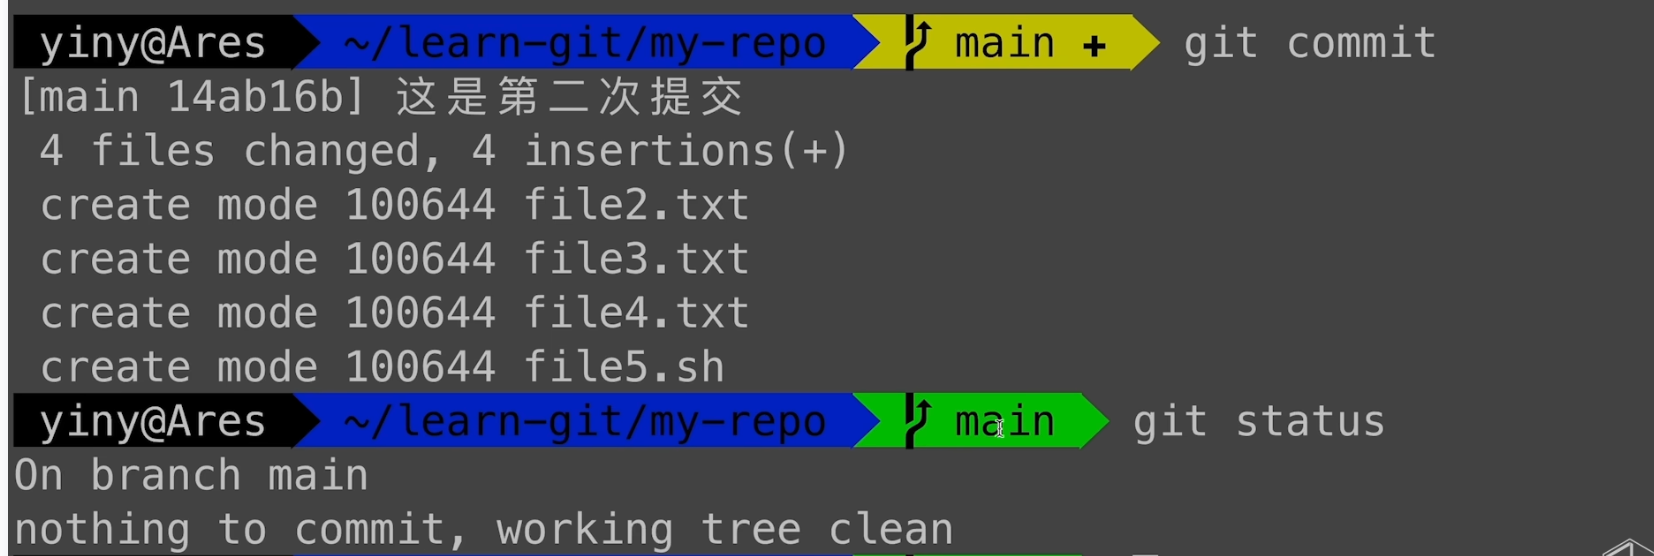 yiny@Ares ~/learn-git/my-repo main + git commit
[main 14ab16b] 这是第二次提交
4 files changed, 4 insertions(+)
create mode 100644 file2.txt
create mode 100644 file3.txt
create mode 100644 file4.txt
create mode 100644 file5.sh
yiny@Ares ~/learn-git/my-repo main git status
On branch main
nothing to commit, working tree clean